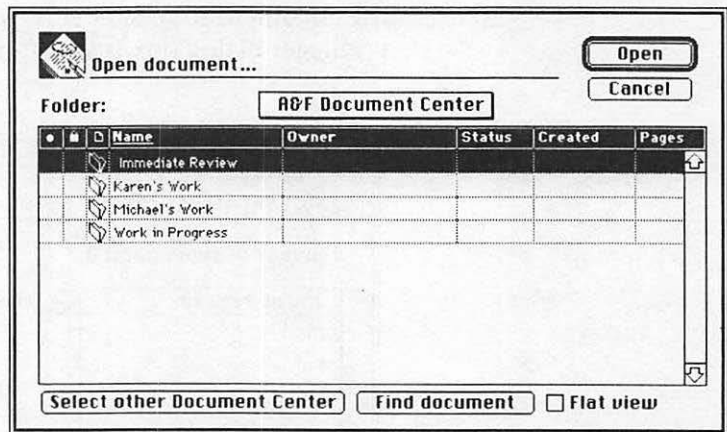 Open document...
Open
Cancel
Folder:
A&F Document Center
Name Owner Status Created Pages
Immediate Review
Karen's Work
Michael's Work
Work in Progress
Select other Document Center Find document Flat view